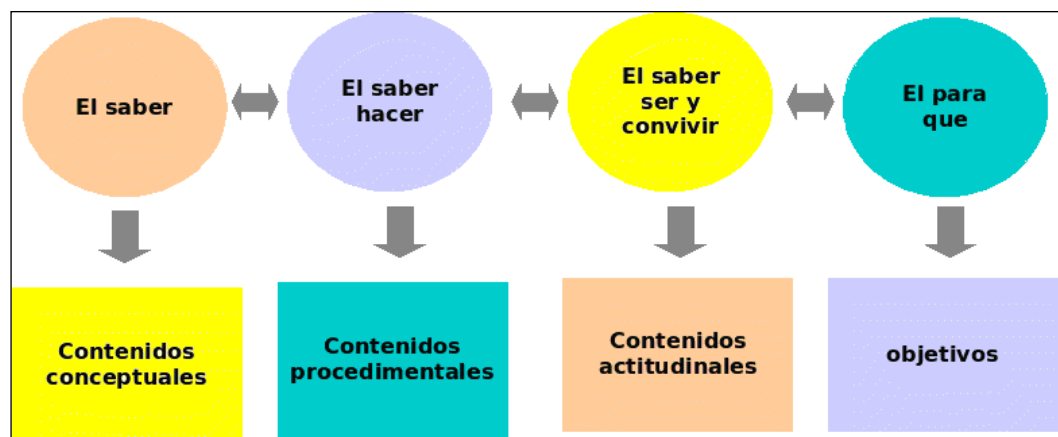 El saber
El saber
hacer
El saber
ser y
convivir
El para
que
Contenidos
conceptuales
Contenidos
procedimentales
Contenidos
actitudinales
objetivos